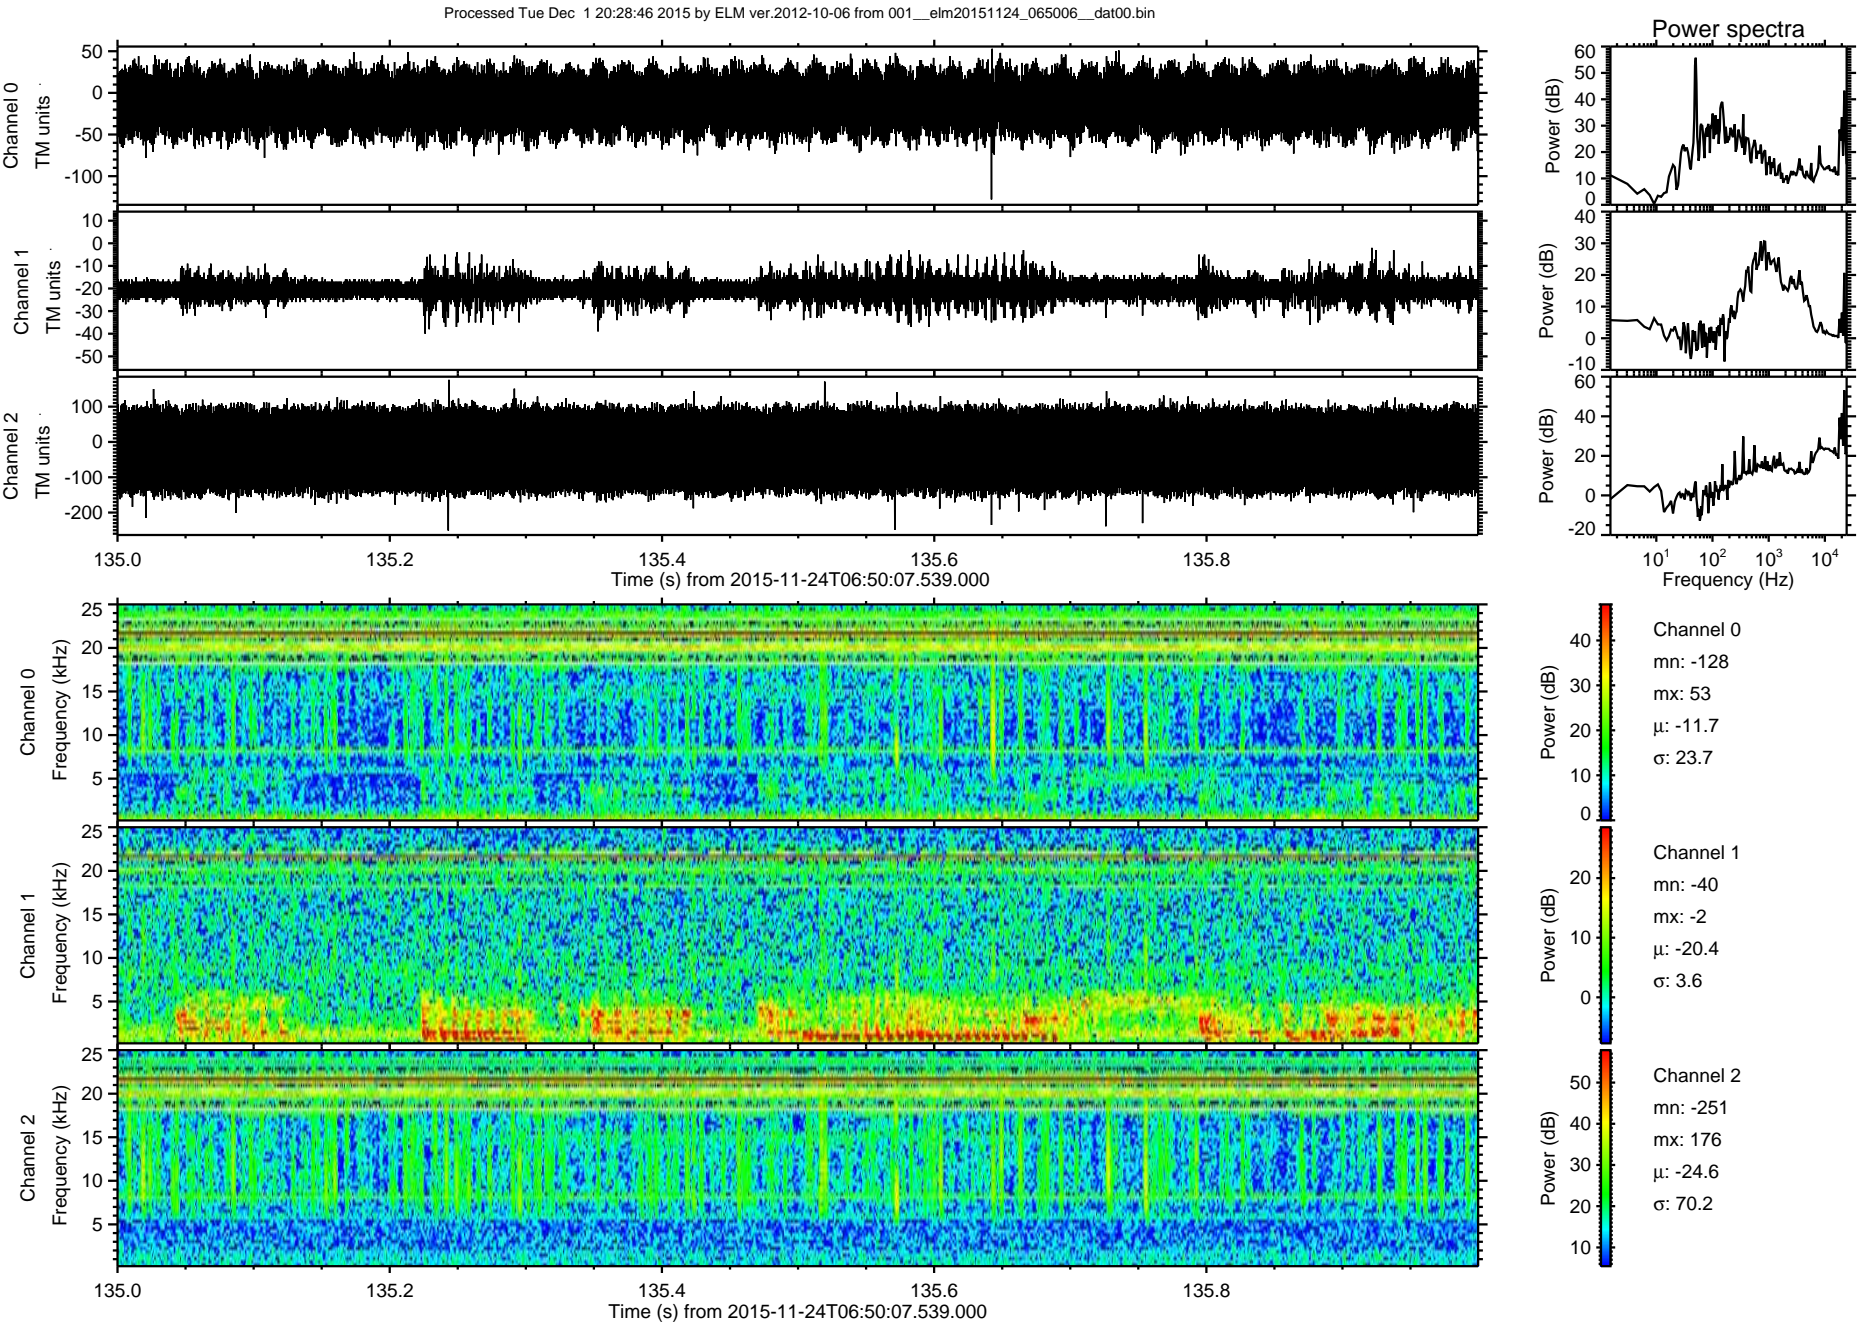 Processed Tue Dec  1 20:28:46 2015 by ELM ver.2012-10-06 from 001__elm20151124_065006__dat00.bin
Power spectra
Channel 0
TM units
50
0
-50
-100
Power (dB)
60
50
40
30
20
10
0
Channel 1
TM units
10
0
-10
-20
-30
-40
-50
Power (dB)
40
30
20
10
0
-10
Channel 2
TM units
100
0
-100
-200
Power (dB)
60
40
20
0
-20
135.0 135.2 135.4 135.6 135.8
Time (s) from 2015-11-24T06:50:07.539.000
10¹ 10² 10³ 10⁴
Frequency (Hz)
Channel 0
Frequency (kHz)
25
20
15
10
5
Power (dB)
40
30
20
10
0
Channel 0
mn: -128
mx: 53
μ: -11.7
σ: 23.7
Channel 1
Frequency (kHz)
25
20
15
10
5
Power (dB)
20
10
0
Channel 1
mn: -40
mx: -2
μ: -20.4
σ: 3.6
Channel 2
Frequency (kHz)
25
20
15
10
5
Power (dB)
50
40
30
20
10
Channel 2
mn: -251
mx: 176
μ: -24.6
σ: 70.2
135.0 135.2 135.4 135.6 135.8
Time (s) from 2015-11-24T06:50:07.539.000